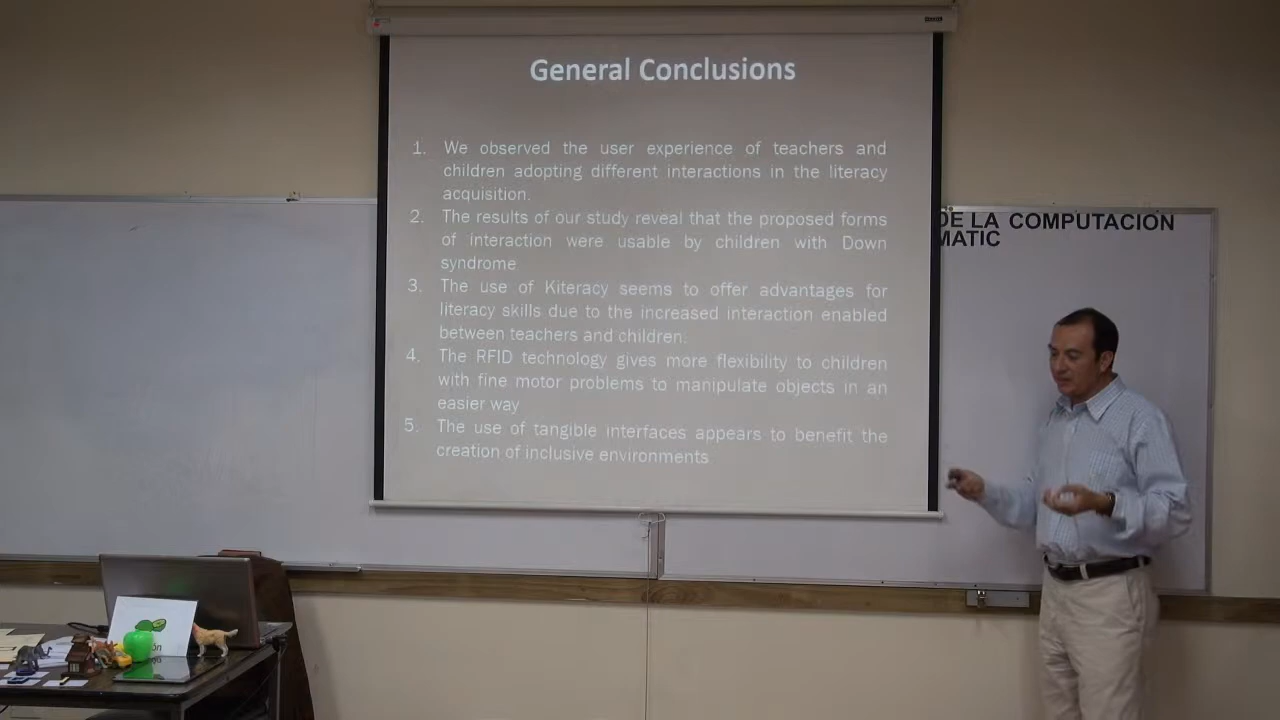 General Conclusions
1. We observed the user experience of teachers and
children adopting different interactions in the literacy
acquisition.
2. The results of our study reveal that the proposed forms
of interaction were usable by children with Down
syndrome
3. The use of Kiteracy seems to offer advantages for
literacy skills due to the increased interaction enabled
between teachers and children.
4. The RFID technology gives more flexibility to children
with fine motor problems to manipulate objects in an
easier way
5. The use of tangible interfaces appears to benefit the
creation of inclusive environments
DE LA COMPUTACIÓN
MATIC